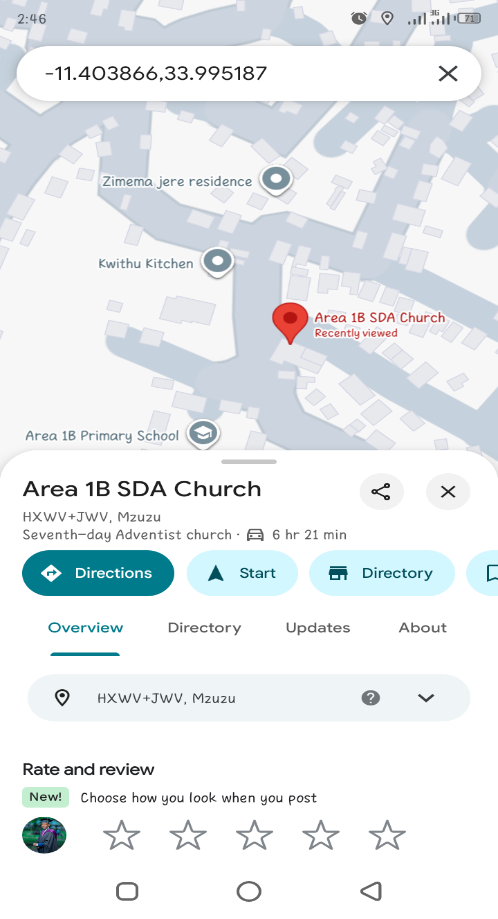 2:46
3G
71
-11.403866,33.995187
Zimema jere residence
Kwithu Kitchen
Area 1B SDA Church
Recently viewed
Area 1B Primary School
Area 1B SDA Church
HXWV+JWV, Mzuzu
Seventh-day Adventist church · 6 hr 21 min
Directions
Start
Directory
Overview
Directory
Updates
About
HXWV+JWV, Mzuzu
?
Rate and review
New! Choose how you look when you post